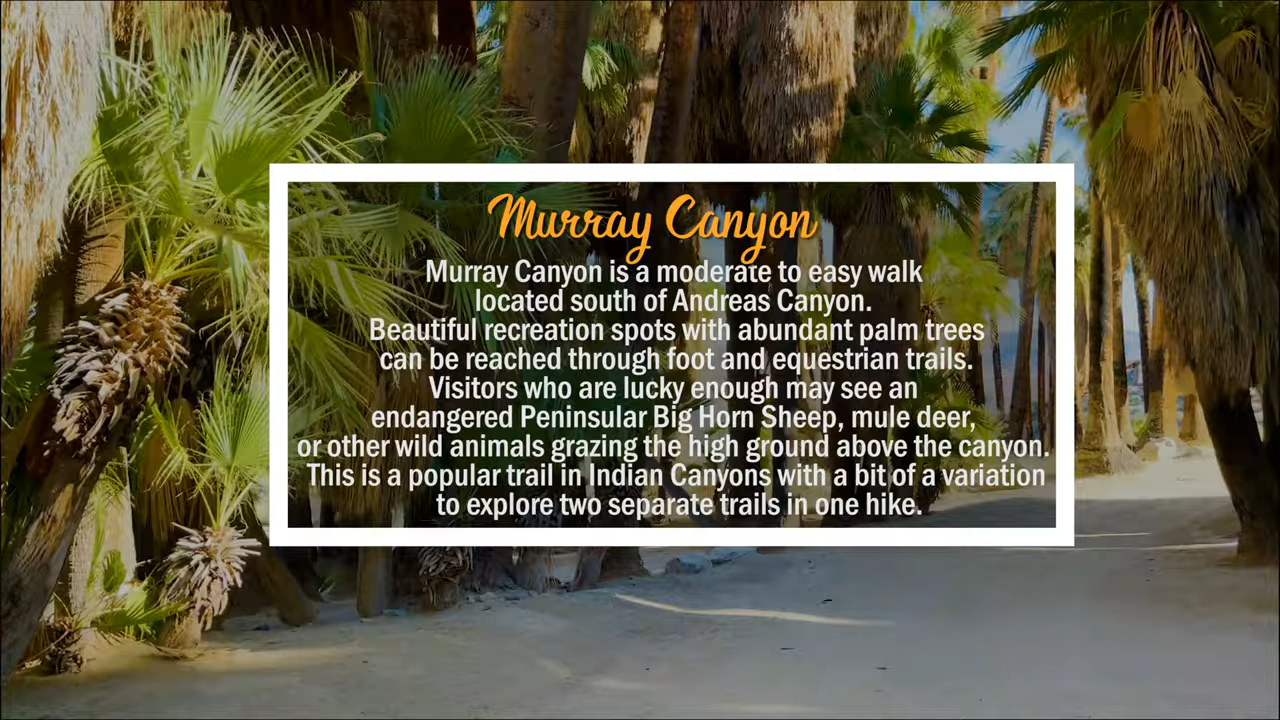 Murray Canyon
Murray Canyon is a moderate to easy walk
located south of Andreas Canyon.
Beautiful recreation spots with abundant palm trees
can be reached through foot and equestrian trails.
Visitors who are lucky enough may see an
endangered Peninsular Big Horn Sheep, mule deer,
or other wild animals grazing the high ground above the canyon.
This is a popular trail in Indian Canyons with a bit of a variation
to explore two separate trails in one hike.